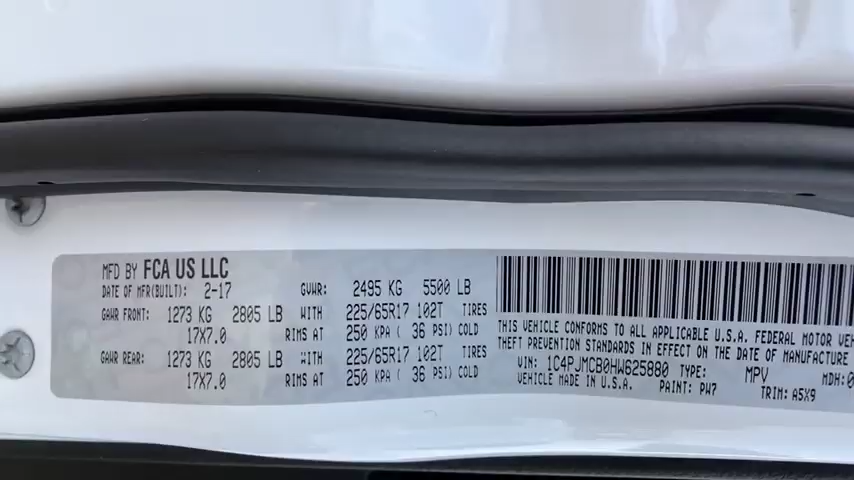 MFD BY FCA US LLC
DATE OF MFR(BUILT): 2-17 GVWR: 2495 KG 5500 LB
GAWR FRONT: 1273 KG 2805 LB WITH 225/65R17 102T TIRES
17X7.0 RIMS AT 250 KPA ( 36 PSI) COLD
GAWR REAR: 1273 KG 2805 LB WITH 225/65R17 102T TIRES
17X7.0 RIMS AT 250 KPA ( 36 PSI) COLD
THIS VEHICLE CONFORMS TO ALL APPLICABLE U.S.A. FEDERAL MOTOR VEH
THEFT PREVENTION STANDARDS IN EFFECT ON THE DATE OF MANUFACTURE
VIN: 1C4PJMCB0HW625880 TYPE: MPV MDH:0
VEHICLE MADE IN U.S.A. PAINT: PW7 TRIM: A5X9